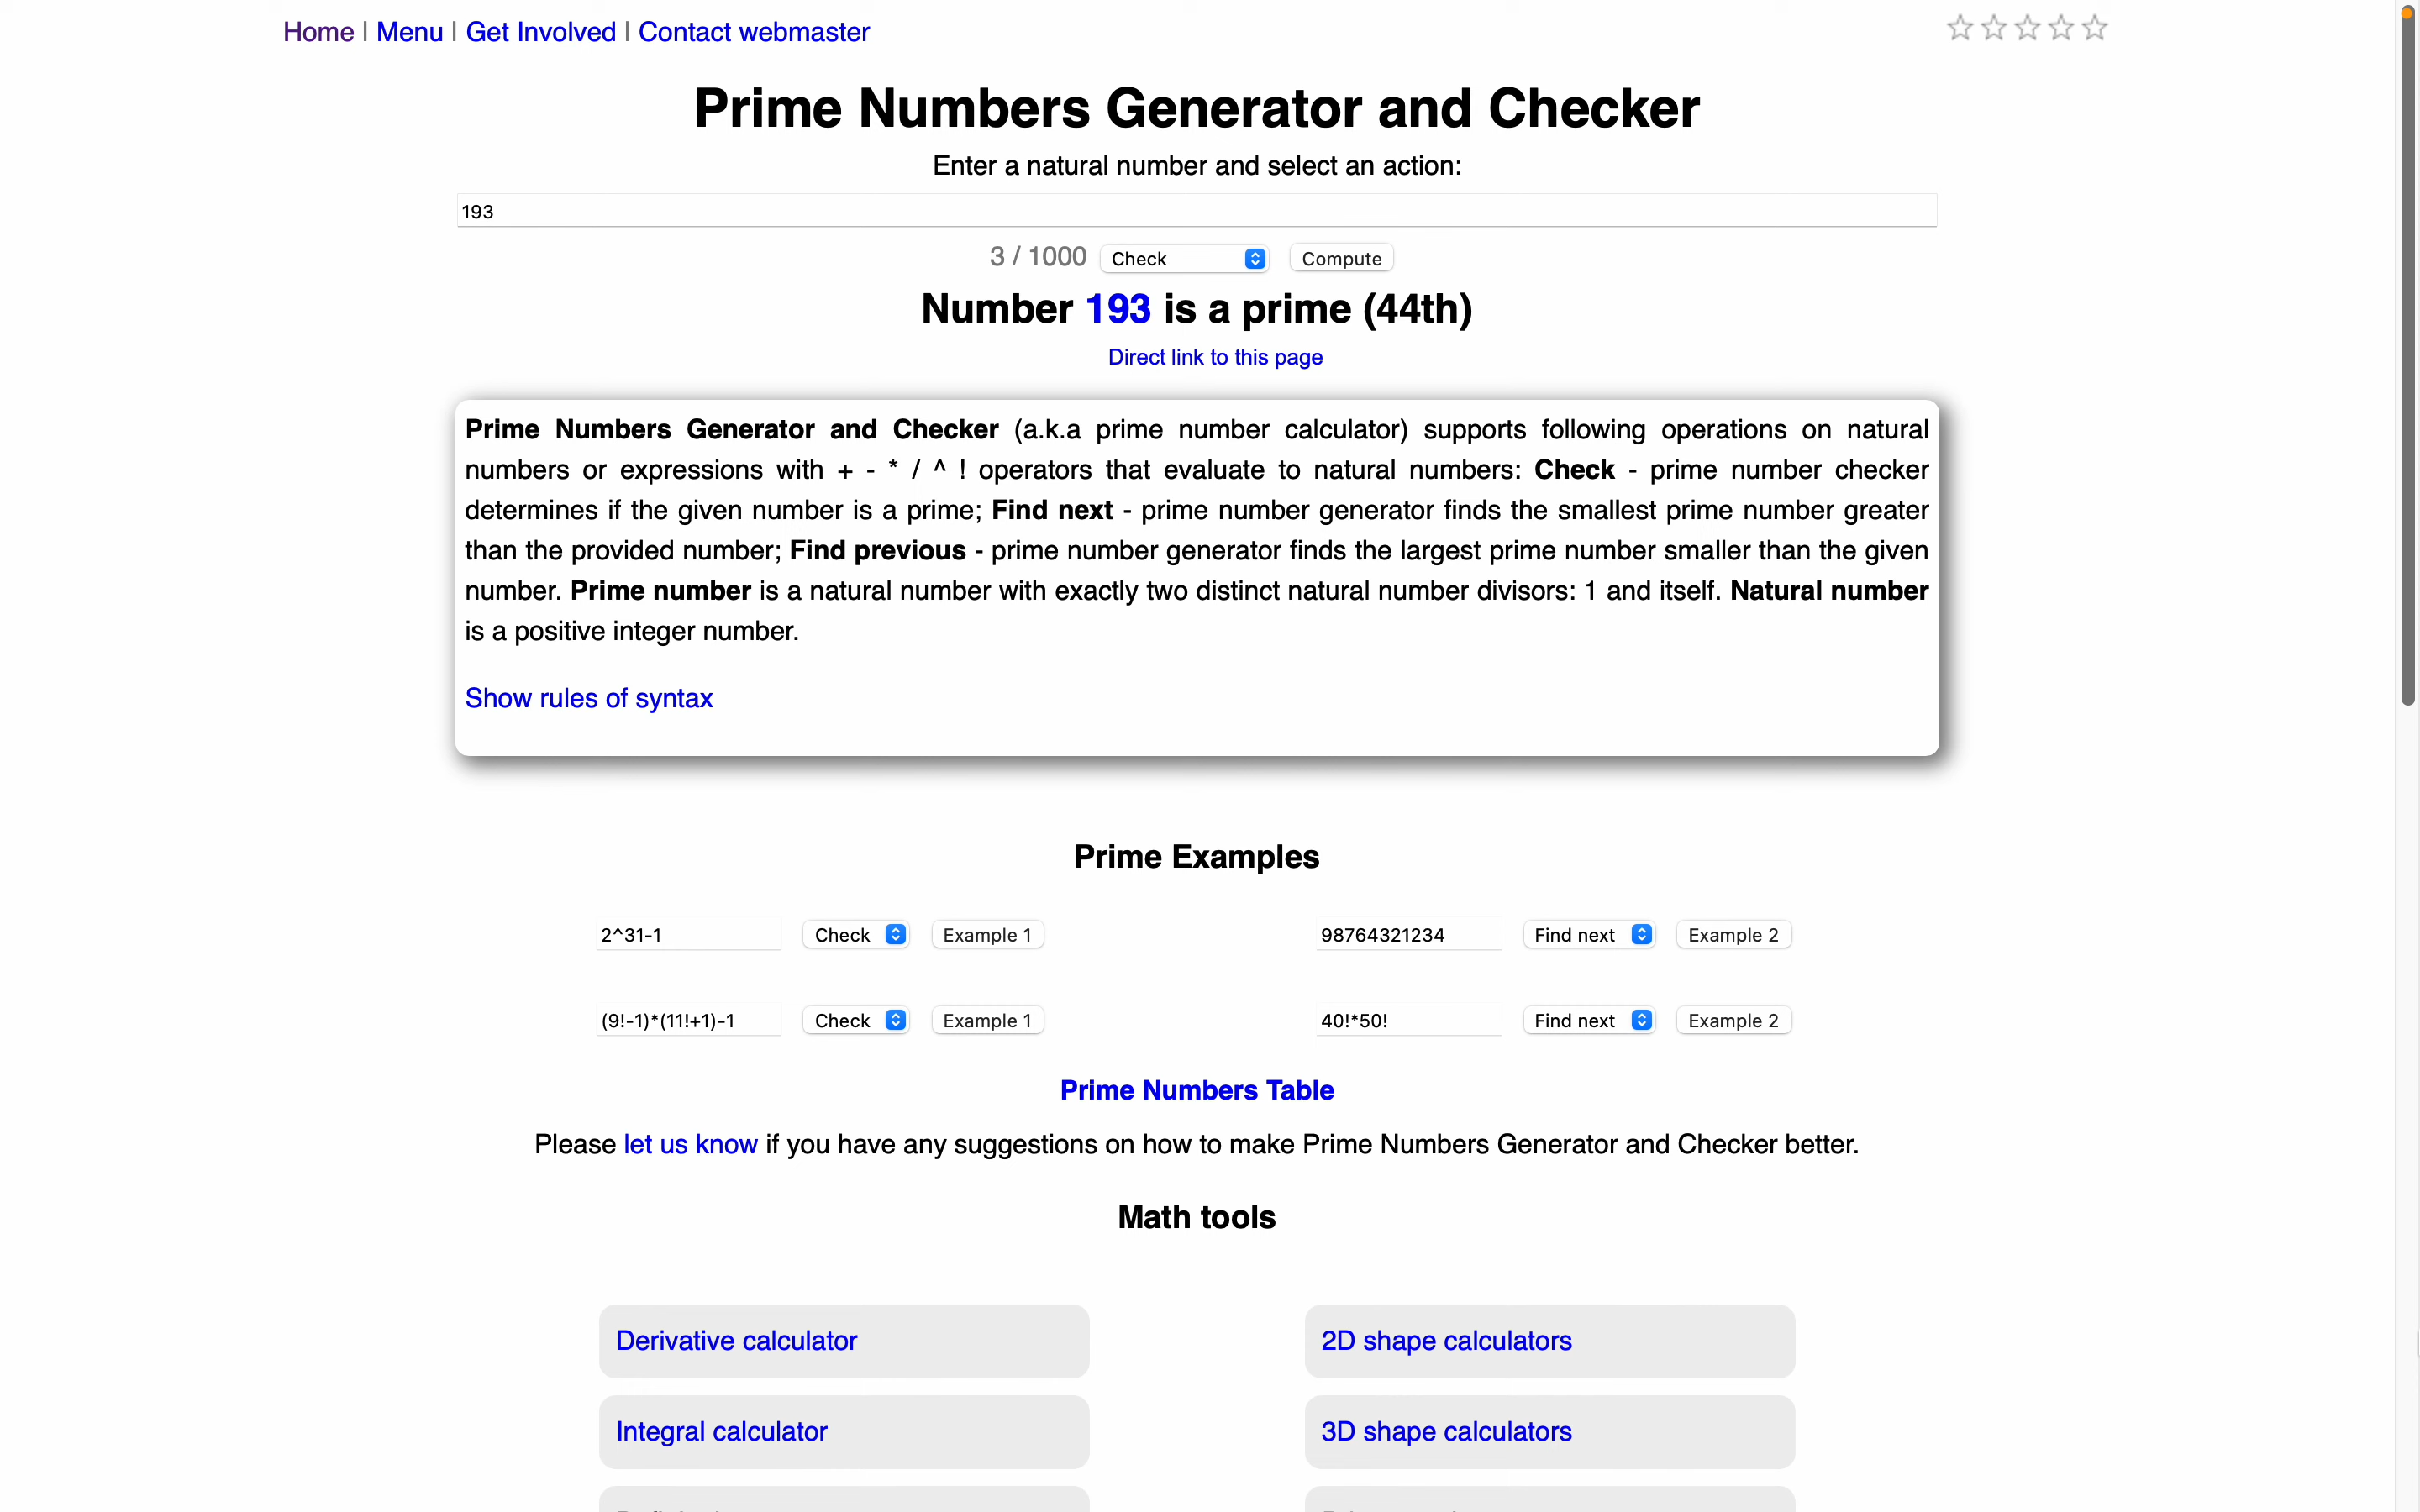 Home | Menu | Get Involved | Contact webmaster
Prime Numbers Generator and Checker
Enter a natural number and select an action:
193
3 / 1000 Check Compute
Number 193 is a prime (44th)
Direct link to this page
Prime Numbers Generator and Checker (a.k.a prime number calculator) supports following operations on natural
numbers or expressions with + - * / ^ ! operators that evaluate to natural numbers: Check - prime number checker
determines if the given number is a prime; Find next - prime number generator finds the smallest prime number greater
than the provided number; Find previous - prime number generator finds the largest prime number smaller than the given
number. Prime number is a natural number with exactly two distinct natural number divisors: 1 and itself. Natural number
is a positive integer number.
Show rules of syntax
Prime Examples
2^31-1 Check Example 1 98764321234 Find next Example 2
(9!-1)*(11!+1)-1 Check Example 1 40!*50! Find next Example 2
Prime Numbers Table
Please let us know if you have any suggestions on how to make Prime Numbers Generator and Checker better.
Math tools
Derivative calculator 2D shape calculators
Integral calculator 3D shape calculators